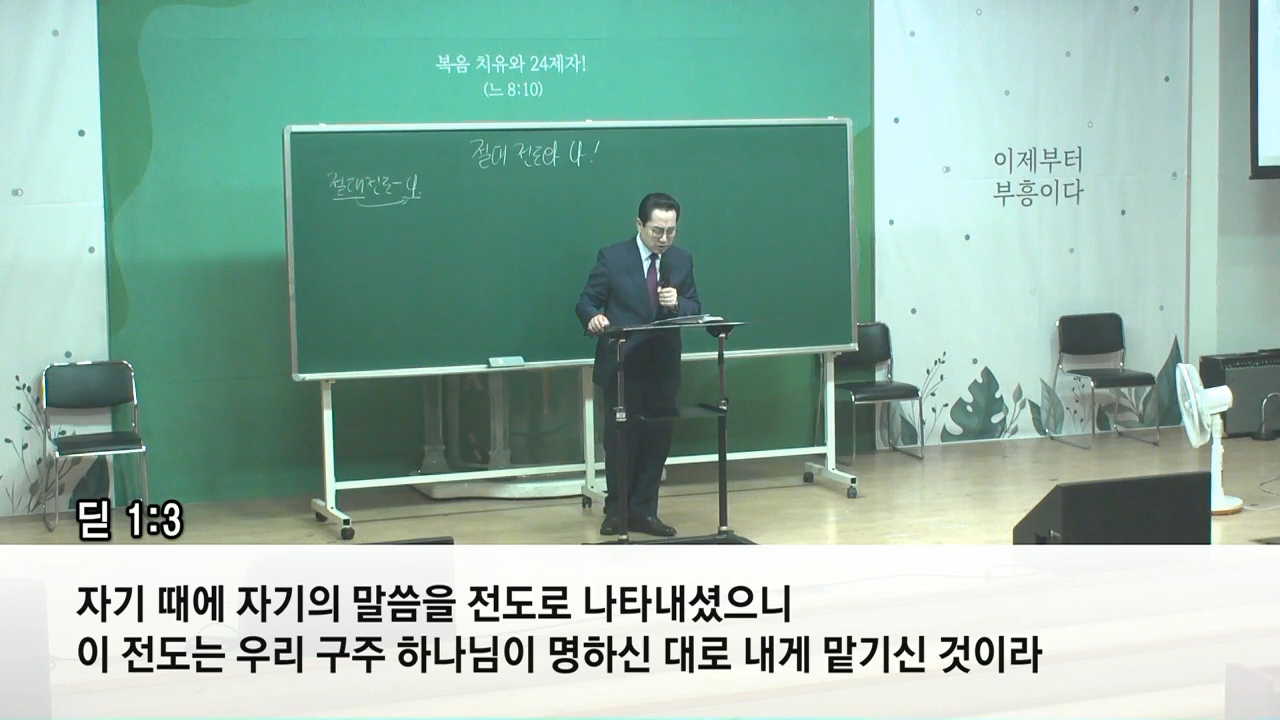 복음 치유와 24제자!
(느 8:10)
절대 전도와 나!
절대전도-나.
이제부터
부흥이다
딛 1:3
자기 때에 자기의 말씀을 전도로 나타내셨으니
이 전도는 우리 구주 하나님이 명하신 대로 내게 맡기신 것이라